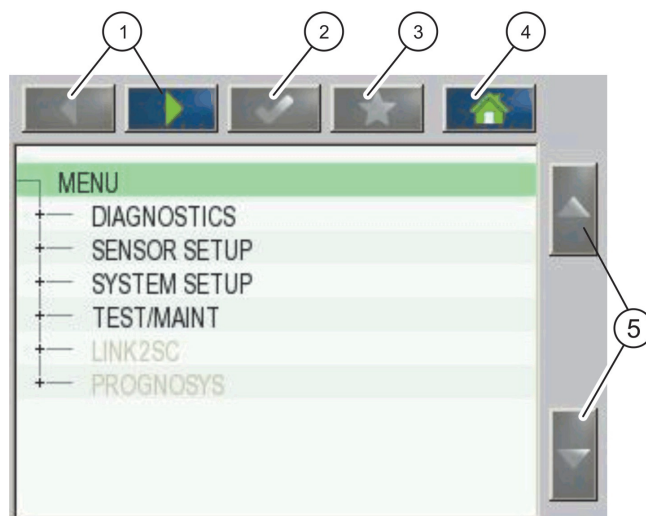 1
2
3
4
MENU
DIAGNOSTICS
SENSOR SETUP
SYSTEM SETUP
TEST/MAINT
LINK2SC
PROGNOSYS
5